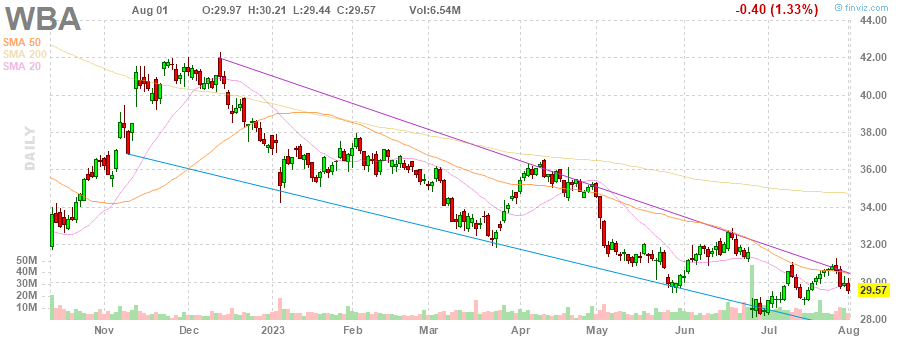 WBA Aug 01 O:29.97 H:30.21 L:29.44 C:29.57 Vol:6.54M -0.40 (1.33%) @ finviz.com
44.00
SMA 50
SMA 200
SMA 20
42.00
40.00
38.00
DAILY
36.00
34.00
32.00
50M
40M
30M
20M
10M
30.00
29.57
28.00
Nov Dec 2023 Feb Mar Apr May Jun Jul Aug